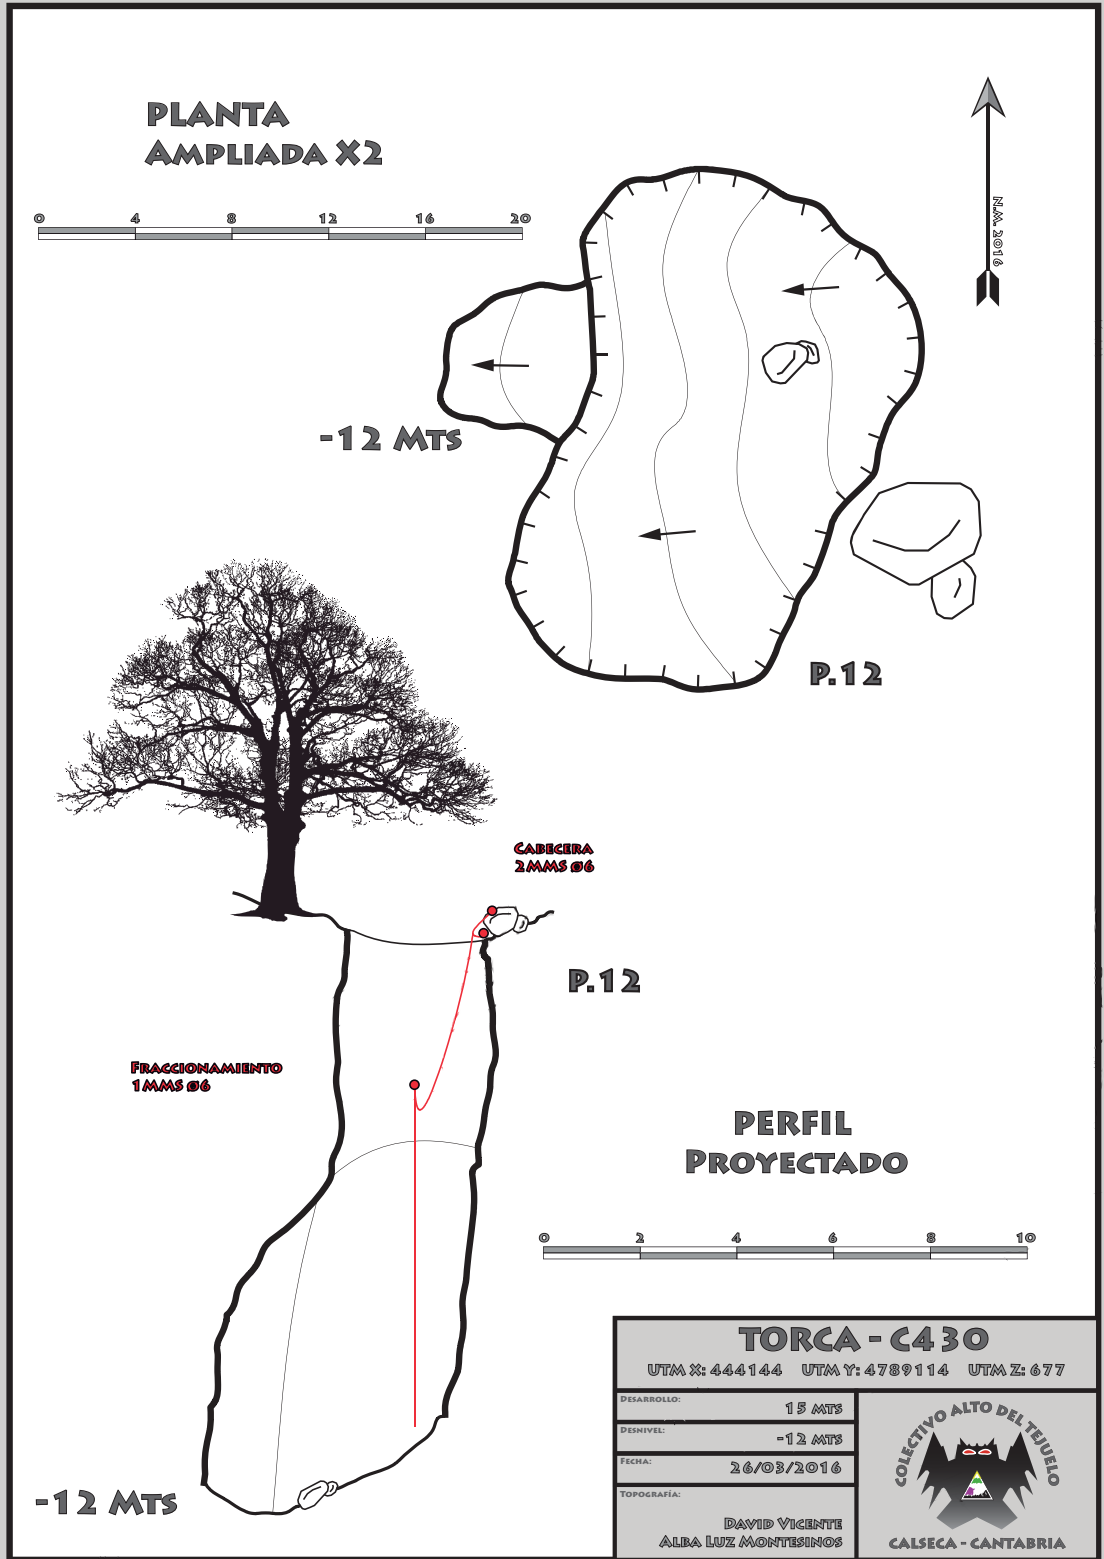 PLANTA
AMPLIADA X2
0 4 8 12 16 20
N.M. 2016
-12 MTS
P.12
CABECERA
2MMS ø6
P.12
FRACCIONAMIENTO
1MMS ø6
PERFIL
PROYECTADO
0 2 4 6 8 10
-12 MTS
TORCA - C430
UTM X: 444144 UTM Y: 4789114 UTM Z: 677
DESARROLLO:
15 MTS
DESNIVEL:
-12 MTS
FECHA:
26/03/2016
TOPOGRAFÍA:
DAVID VICENTE
ALBA LUZ MONTESINOS
COLECTIVO ALTO DEL TEJUELO
CALSECA - CANTABRIA